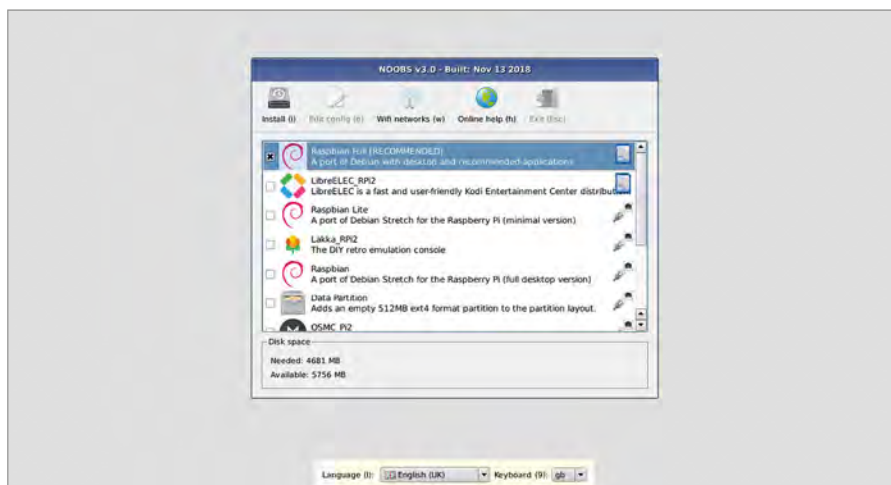 NOOBS v3.0 - Built: Nov 13 2018
Install (i) Edit config (e) Wifi networks (w) Online help (h) Exit (Esc)
Raspbian Full [RECOMMENDED]
A port of Debian with desktop and recommended applications
LibreELEC_RPi2
LibreELEC is a fast and user-friendly Kodi Entertainment Center distribut
Raspbian Lite
A port of Debian Stretch for the Raspberry Pi (minimal version)
Lakka_RPi2
The DIY retro emulation console
Raspbian
A port of Debian Stretch for the Raspberry Pi (full desktop version)
Data Partition
Adds an empty 512MB ext4 format partition to the partition layout.
OSMC_Pi2
Disk space
Needed: 4681 MB
Available: 5756 MB
Language (l): English (UK) Keyboard (9): gb